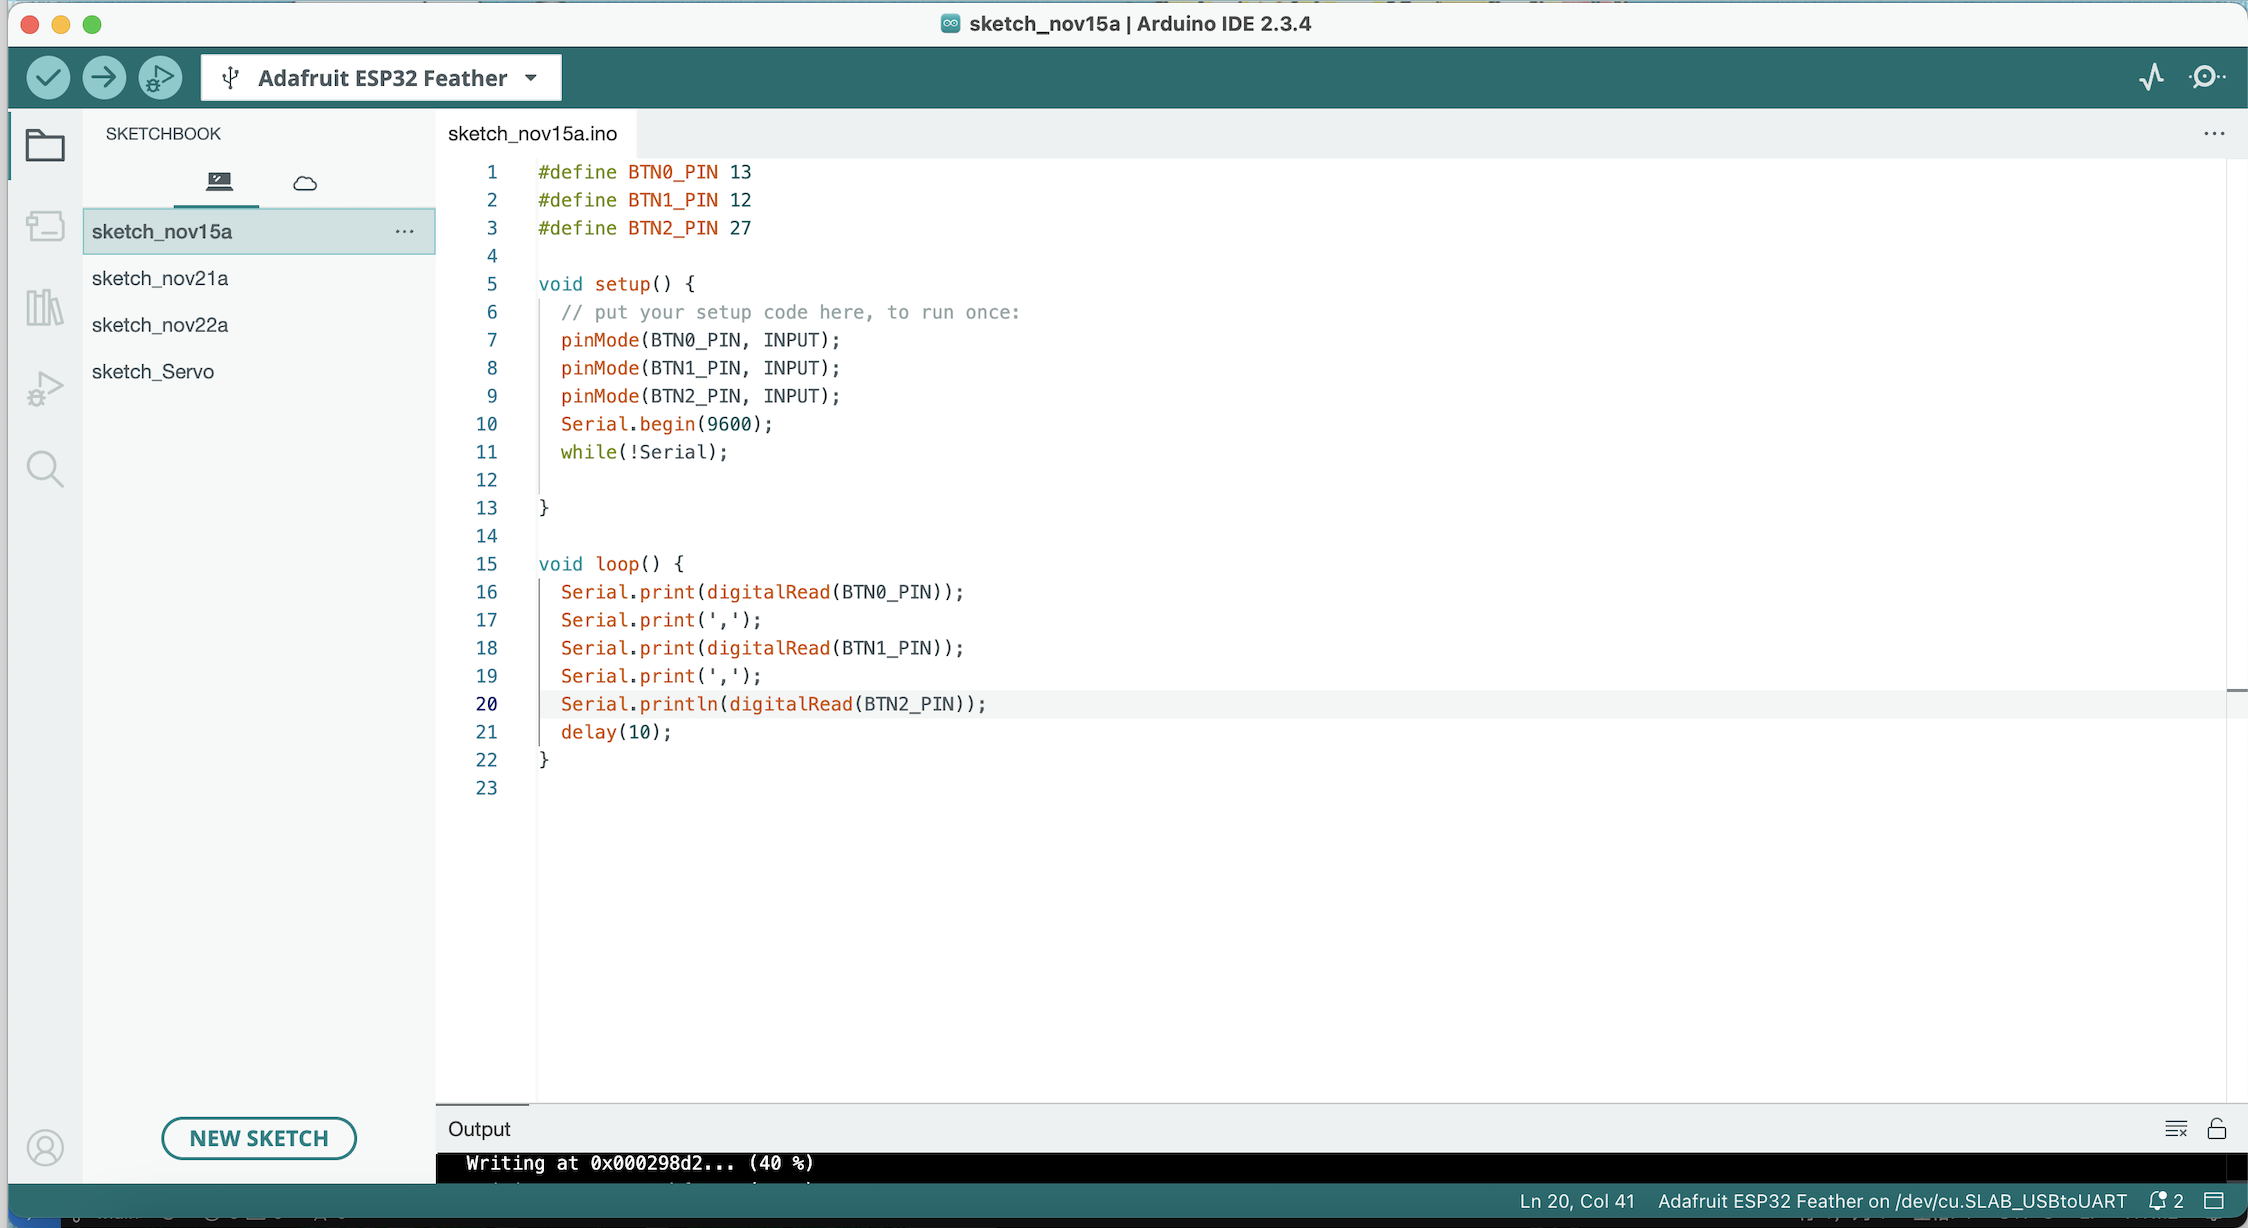 sketch_nov15a | Arduino IDE 2.3.4
Adafruit ESP32 Feather
SKETCHBOOK
sketch_nov15a
sketch_nov21a
sketch_nov22a
sketch_Servo
NEW SKETCH
sketch_nov15a.ino
1 #define BTN0_PIN 13
2 #define BTN1_PIN 12
3 #define BTN2_PIN 27
4
5 void setup() {
6 // put your setup code here, to run once:
7 pinMode(BTN0_PIN, INPUT);
8 pinMode(BTN1_PIN, INPUT);
9 pinMode(BTN2_PIN, INPUT);
10 Serial.begin(9600);
11 while(!Serial);
12
13 }
14
15 void loop() {
16 Serial.print(digitalRead(BTN0_PIN));
17 Serial.print(',');
18 Serial.print(digitalRead(BTN1_PIN));
19 Serial.print(',');
20 Serial.println(digitalRead(BTN2_PIN));
21 delay(10);
22 }
23
Output
Writing at 0x000298d2... (40 %)
Ln 20, Col 41 Adafruit ESP32 Feather on /dev/cu.SLAB_USBtoUART 2